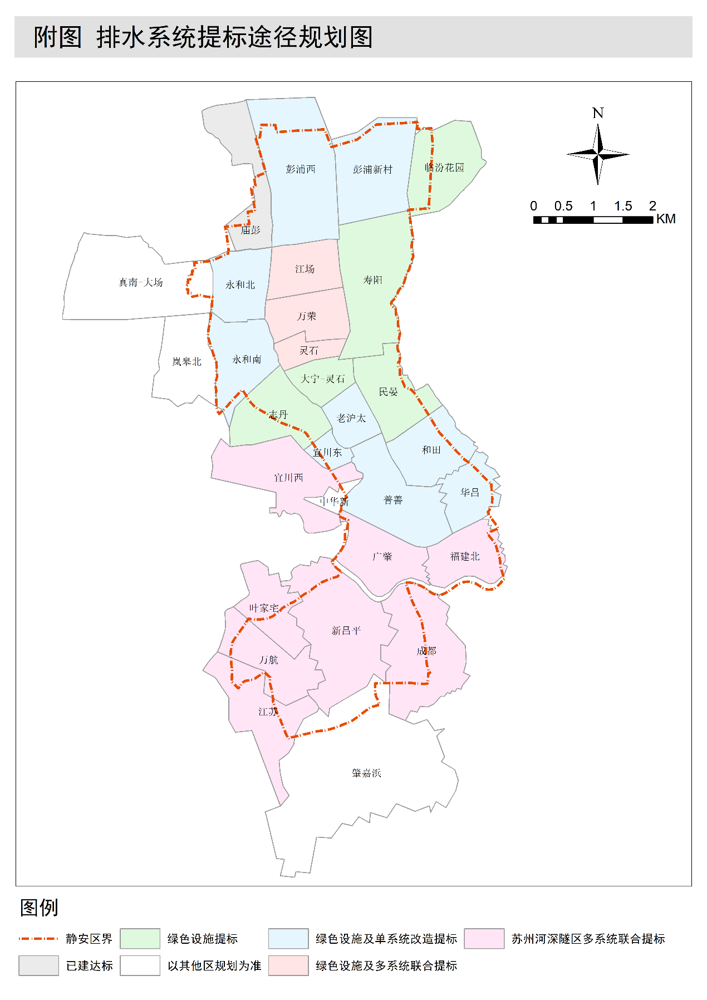 附图 排水系统提标途径规划图
N
0 0.5 1 1.5 2
KM
彭浦西
彭浦新村
临汾花园
庙彭
真南-大场
永和北
江场
寿阳
万荣
灵石
岚皋北
永和南
大宁-灵石
民晏
志丹
老沪太
宜川东
和田
宜川西
中华新
普善
华吕
广肇
福建北
叶家宅
新昌平
成都
万航
江苏
肇嘉浜
图例
静安区界 绿色设施提标 绿色设施及单系统改造提标 苏州河深隧区多系统联合提标
已建达标 以其他区规划为准 绿色设施及多系统联合提标